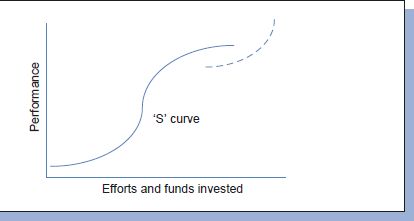 Performance
‘S’ curve
Efforts and funds invested